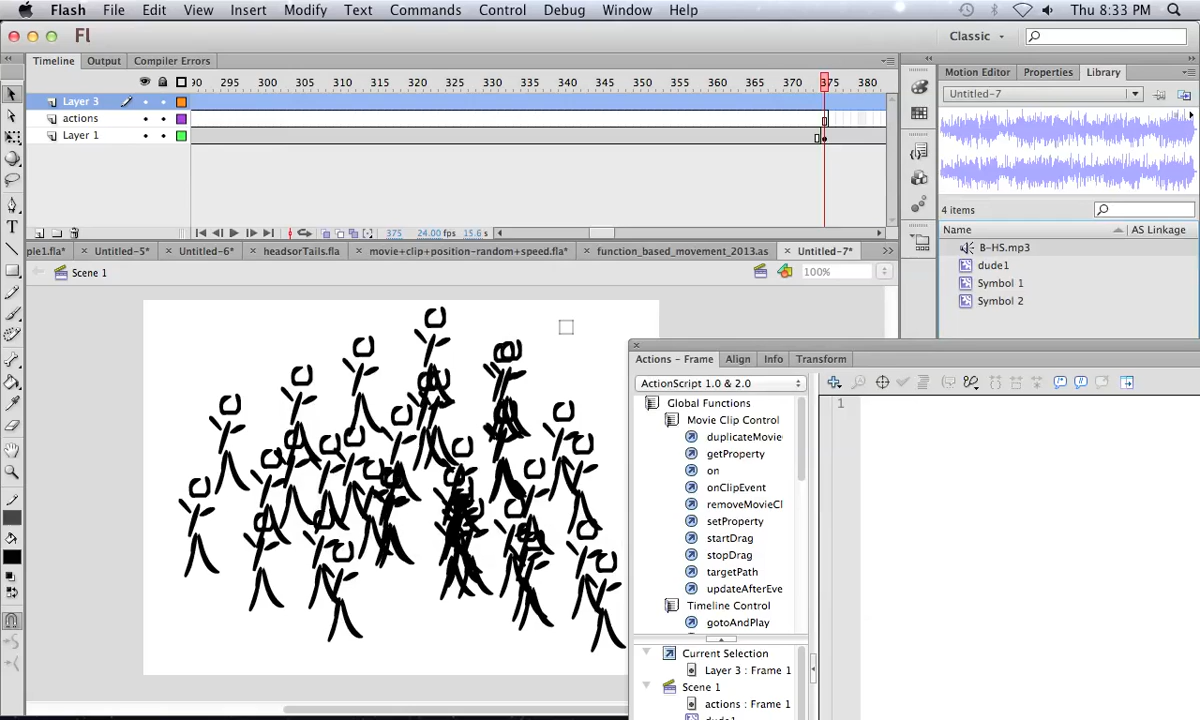 Flash File Edit View Insert Modify Text Commands Control Debug Window Help Thu 8:33 PM
Fl Classic
Timeline Output Compiler Errors
90 295 300 305 310 315 320 325 330 335 340 345 350 355 360 365 370 375 380
Layer 3
actions
Layer 1
375 24.00 fps 15.6 s
ple1.fla* Untitled-5* Untitled-6* headsorTails.fla movie+clip+position-random+speed.fla* function_based_movement_2013.as Untitled-7*
Scene 1 100%
Motion Editor Properties Library
Untitled-7
4 items
Name AS Linkage
B-HS.mp3
dude1
Symbol 1
Symbol 2
Actions - Frame Align Info Transform
ActionScript 1.0 & 2.0
1
Global Functions
Movie Clip Control
duplicateMovie
getProperty
on
onClipEvent
removeMovieCl
setProperty
startDrag
stopDrag
targetPath
updateAfterEve
Timeline Control
gotoAndPlay
Current Selection
Layer 3 : Frame 1
Scene 1
actions : Frame 1
dude1